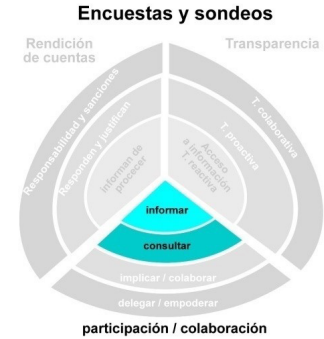 Encuestas y sondeos
Rendición
de cuentas
Transparencia
Responsabilidad y sanciones
Responden y justifican
informan de
procecer
Acceso
a información
T. reactiva
T. proactiva
T. colaborativa
informar
consultar
implicar / colaborar
delegar / empoderar
participación / colaboración